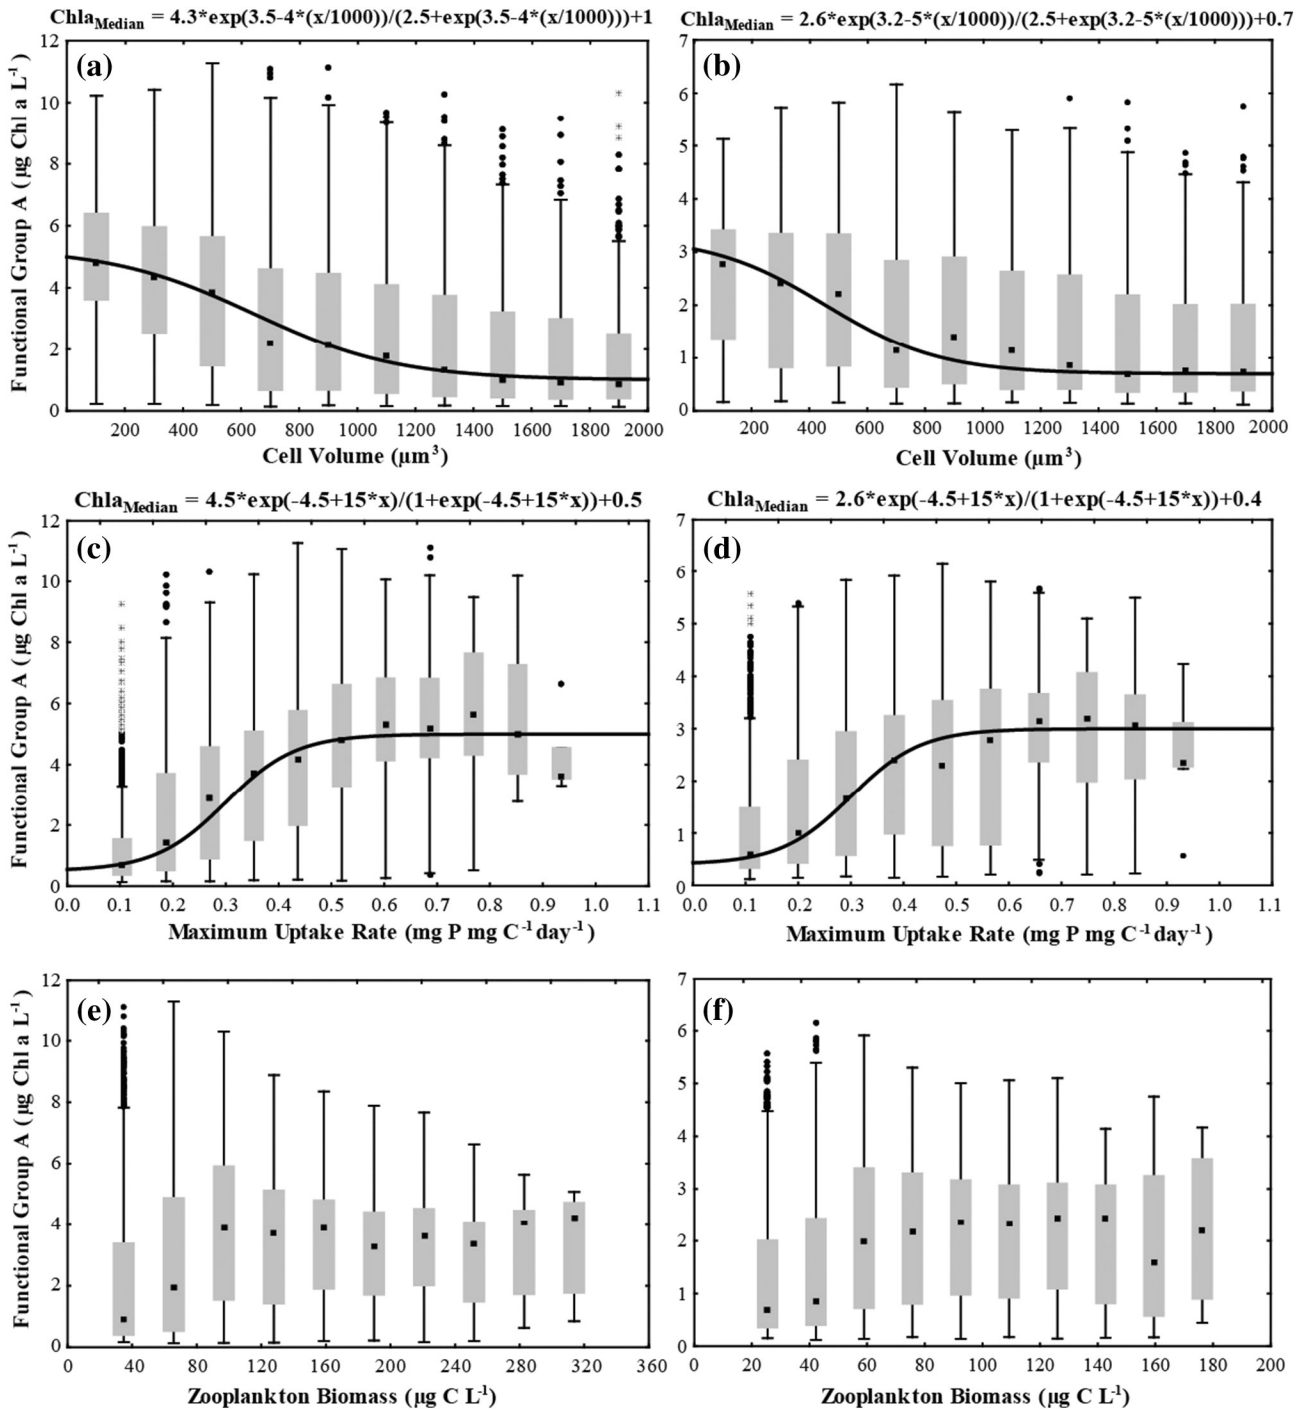 Chla_Median = 4.3*exp(3.5-4*(x/1000))/(2.5+exp(3.5-4*(x/1000)))+1
Chla_Median = 2.6*exp(3.2-5*(x/1000))/(2.5+exp(3.2-5*(x/1000)))+0.7
(a)
12
10
8
6
4
2
0
Functional Group A ( µg Chl a L⁻¹)
200 400 600 800 1000 1200 1400 1600 1800 2000
Cell Volume (µm³)
(b)
7
6
5
4
3
2
1
0
200 400 600 800 1000 1200 1400 1600 1800 2000
Cell Volume (µm³)
Chla_Median = 4.5*exp(-4.5+15*x)/(1+exp(-4.5+15*x))+0.5
Chla_Median = 2.6*exp(-4.5+15*x)/(1+exp(-4.5+15*x))+0.4
(c)
12
10
8
6
4
2
0
Functional Group A ( µg Chl a L⁻¹)
0.0 0.1 0.2 0.3 0.4 0.5 0.6 0.7 0.8 0.9 1.0 1.1
Maximum Uptake Rate (mg P mg C⁻¹ day⁻¹)
(d)
7
6
5
4
3
2
1
0
0.0 0.1 0.2 0.3 0.4 0.5 0.6 0.7 0.8 0.9 1.0 1.1
Maximum Uptake Rate (mg P mg C⁻¹ day⁻¹)
(e)
12
10
8
6
4
2
0
Functional Group A ( µg Chl a L⁻¹)
0 40 80 120 160 200 240 280 320 360
Zooplankton Biomass (µg C L⁻¹)
(f)
7
6
5
4
3
2
1
0
0 20 40 60 80 100 120 140 160 180 200
Zooplankton Biomass (µg C L⁻¹)